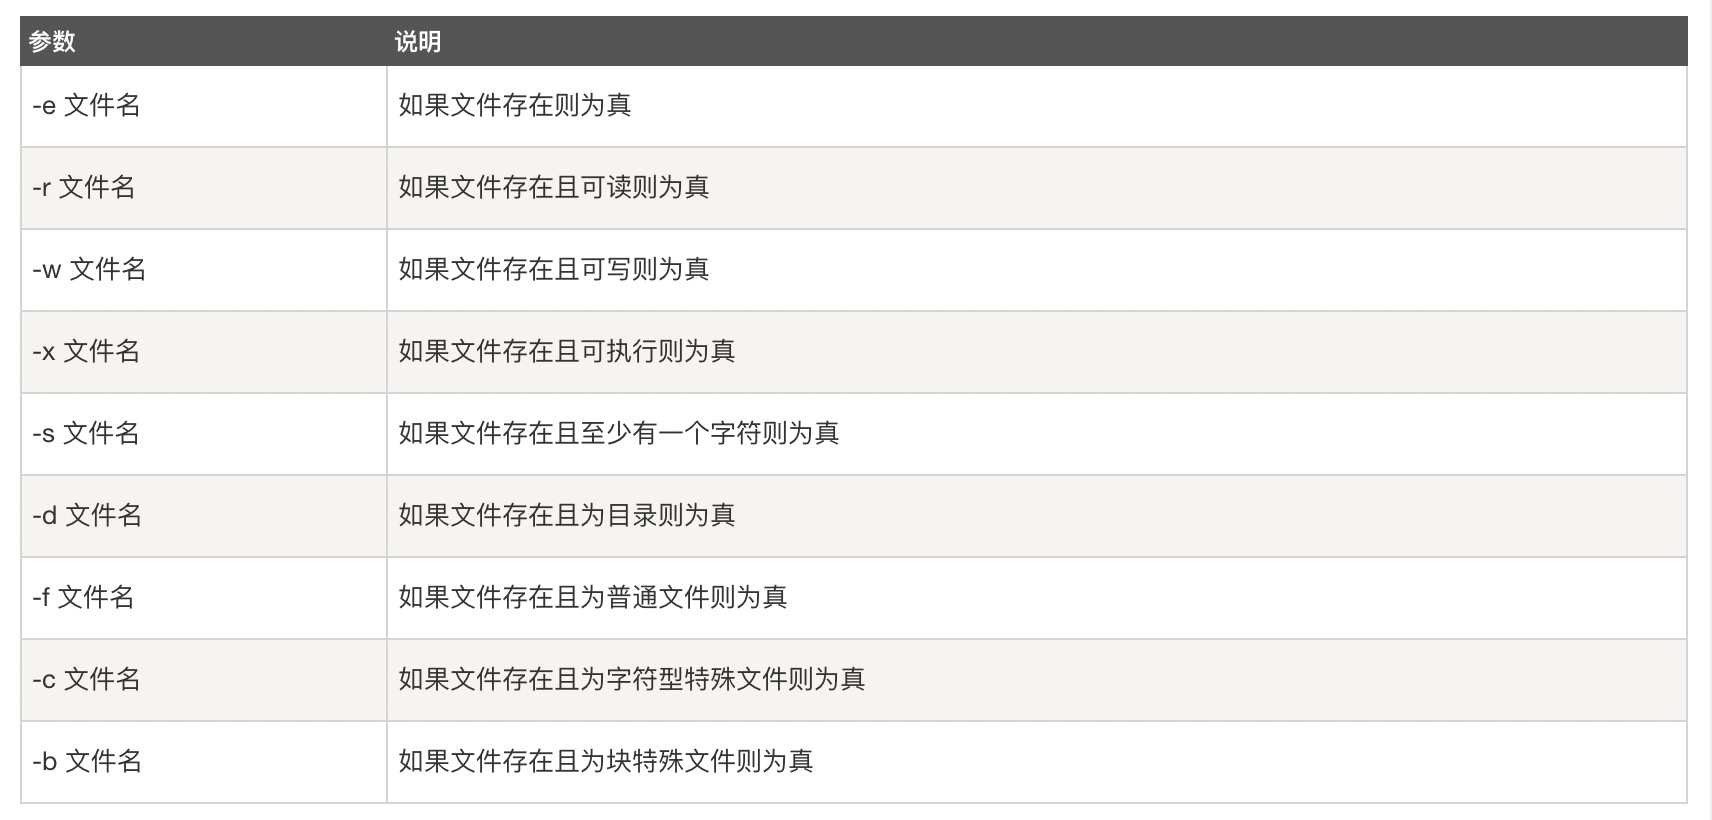 参数 说明
-e 文件名 如果文件存在则为真
-r 文件名 如果文件存在且可读则为真
-w 文件名 如果文件存在且可写则为真
-x 文件名 如果文件存在且可执行则为真
-s 文件名 如果文件存在且至少有一个字符则为真
-d 文件名 如果文件存在且为目录则为真
-f 文件名 如果文件存在且为普通文件则为真
-c 文件名 如果文件存在且为字符型特殊文件则为真
-b 文件名 如果文件存在且为块特殊文件则为真